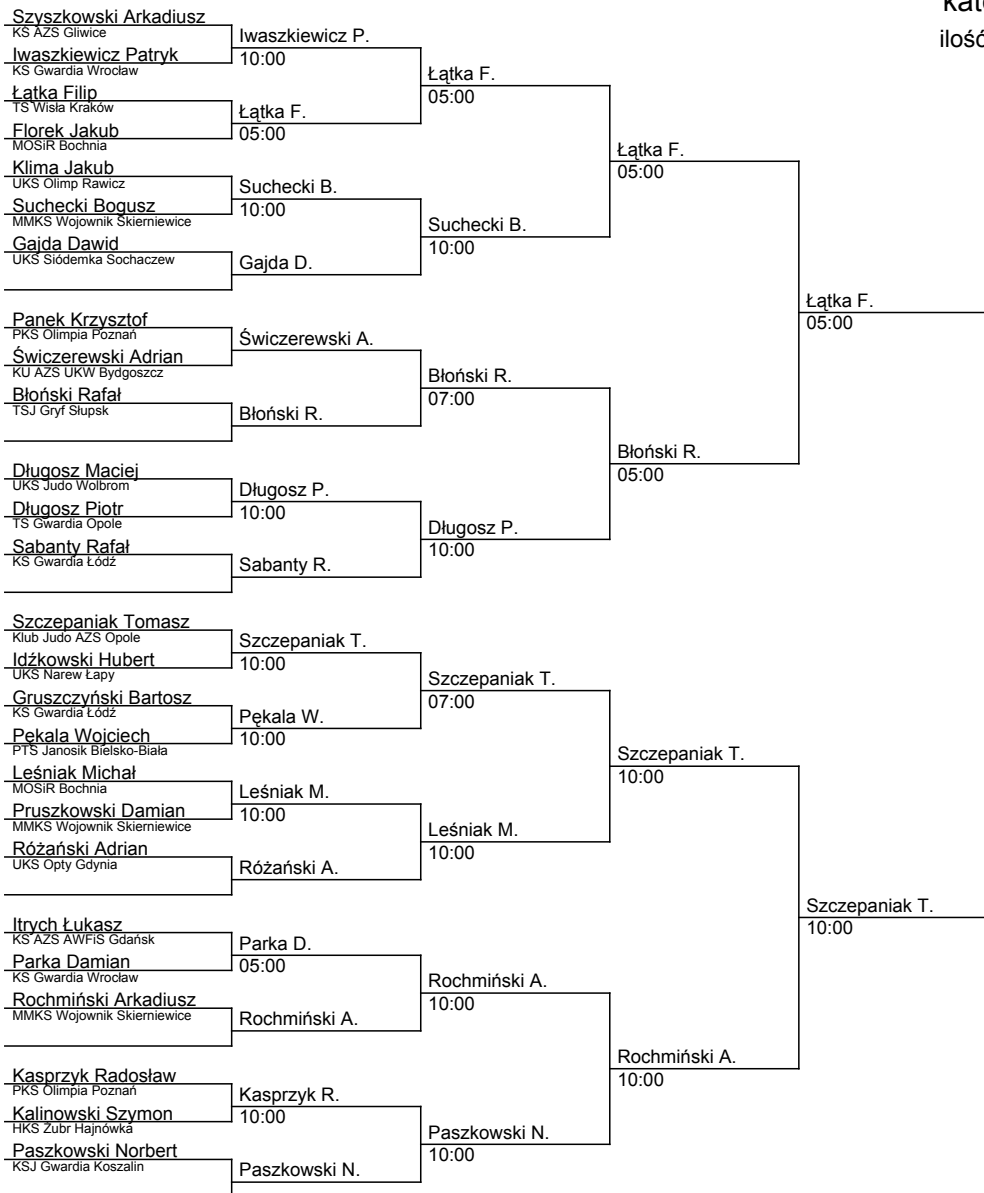 kat
ilość
Szyszkowski Arkadiusz
KS AZS Gliwice
Iwaszkiewicz Patryk
KS Gwardia Wrocław
Łątka Filip
TS Wisła Kraków
Florek Jakub
MOSiR Bochnia
Klima Jakub
UKS Olimp Rawicz
Suchecki Bogusz
MMKS Wojownik Skierniewice
Gajda Dawid
UKS Siódemka Sochaczew
Panek Krzysztof
PKS Olimpia Poznań
Świczerewski Adrian
KU AZS UKW Bydgoszcz
Błoński Rafał
TSJ Gryf Słupsk
Długosz Maciej
UKS Judo Wolbrom
Długosz Piotr
TS Gwardia Opole
Sabanty Rafał
KS Gwardia Łódź
Szczepaniak Tomasz
Klub Judo AZS Opole
Idźkowski Hubert
UKS Narew Łapy
Gruszczyński Bartosz
KS Gwardia Łódź
Pękala Wojciech
PTS Janosik Bielsko-Biała
Leśniak Michał
MOSiR Bochnia
Pruszkowski Damian
MMKS Wojownik Skierniewice
Różański Adrian
UKS Opty Gdynia
Itrych Łukasz
KS AZS AWFiS Gdańsk
Parka Damian
KS Gwardia Wrocław
Rochmiński Arkadiusz
MMKS Wojownik Skierniewice
Kasprzyk Radosław
PKS Olimpia Poznań
Kalinowski Szymon
HKS Żubr Hajnówka
Paszkowski Norbert
KSJ Gwardia Koszalin
Iwaszkiewicz P.
10:00
Łątka F.
05:00
Suchecki B.
10:00
Gajda D.
Świczerewski A.
Błoński R.
Długosz P.
10:00
Sabanty R.
Szczepaniak T.
10:00
Pękala W.
10:00
Leśniak M.
10:00
Różański A.
Parka D.
05:00
Rochmiński A.
Kasprzyk R.
10:00
Paszkowski N.
Łątka F.
05:00
Suchecki B.
10:00
Błoński R.
07:00
Długosz P.
10:00
Szczepaniak T.
07:00
Leśniak M.
10:00
Rochmiński A.
10:00
Paszkowski N.
10:00
Łątka F.
05:00
Błoński R.
05:00
Szczepaniak T.
10:00
Rochmiński A.
10:00
Łątka F.
05:00
Szczepaniak T.
10:00